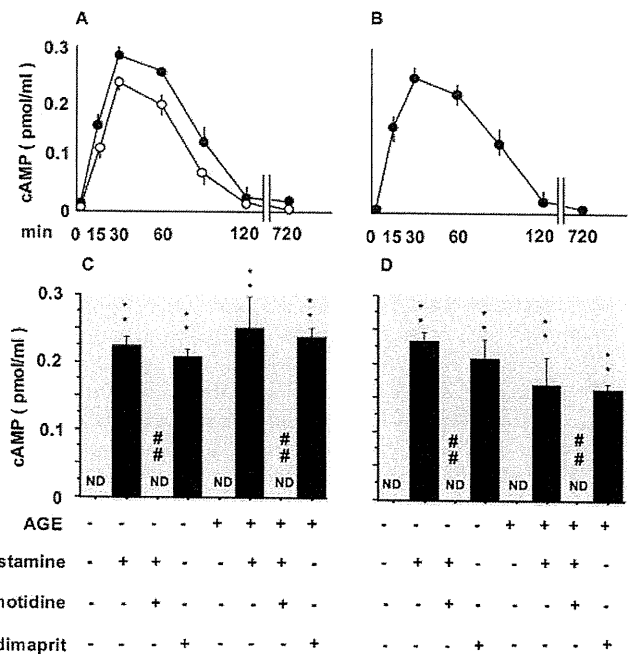 A
B
cAMP ( pmol/ml )
0.3
0.2
0.1
0
min 0 15 30 60 120 720
0 15 30 60 120 720
C
D
cAMP ( pmol/ml )
0.3
0.2
0.1
0
* * * * * * * *
* * * * * * * *
# # # #
# # # #
ND ND ND ND
ND ND ND ND
AGE - - - - + + + + - - - - + + + +
stamine - + + - - + + - - + + - - + + -
notidine - - + - - - + - - - + - - - + -
dimaprit - - - + - - - + - - - + - - - +